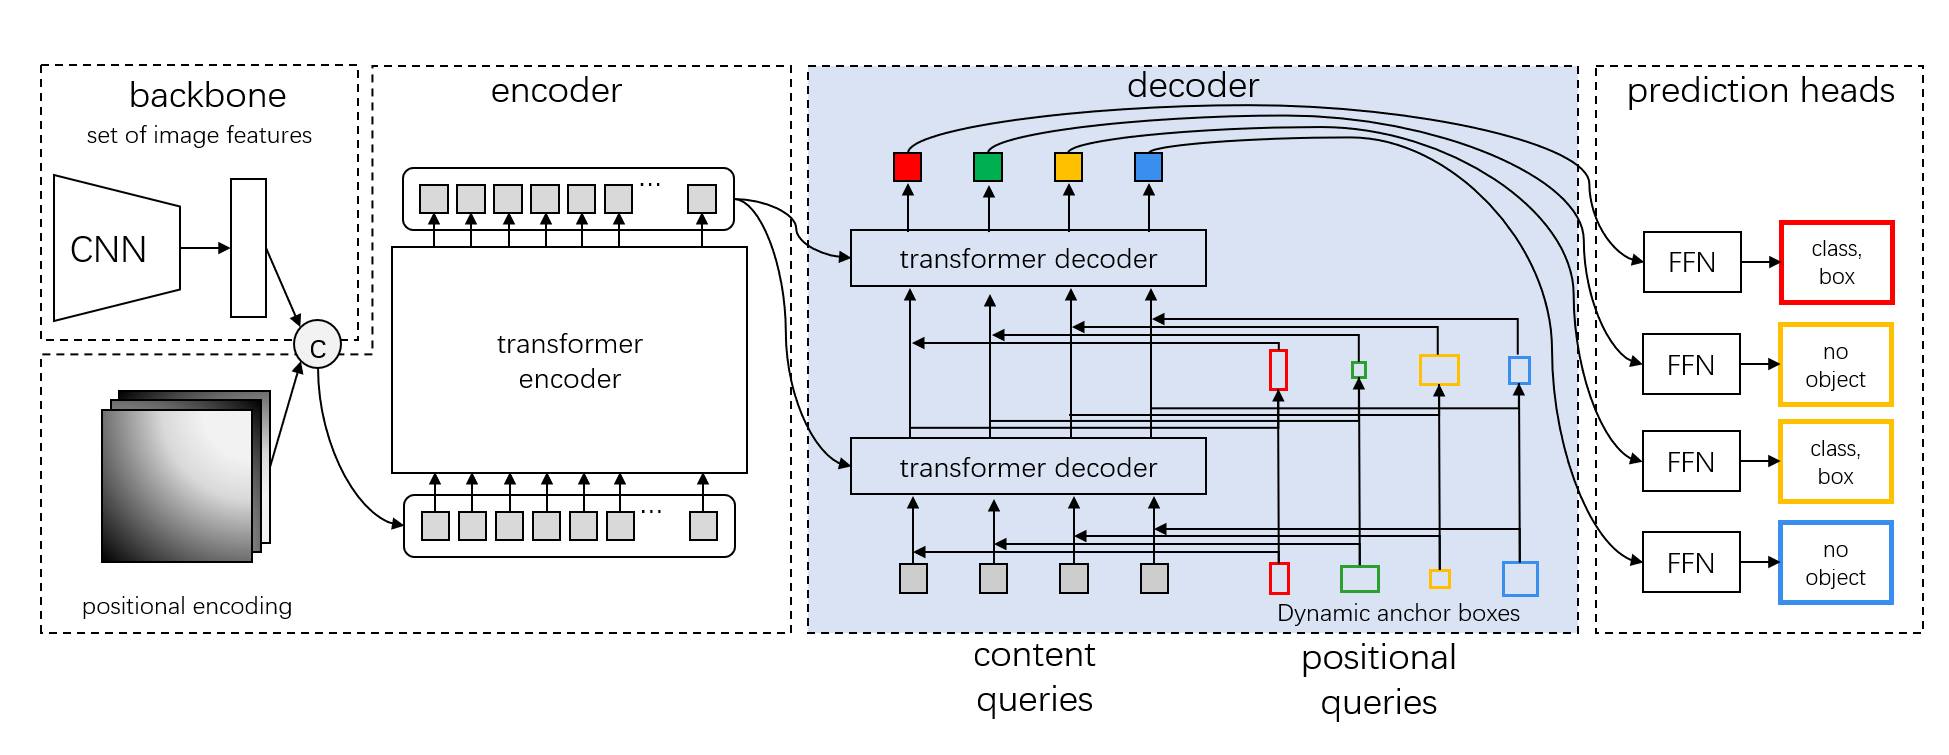 backbone
set of image features
CNN
c
positional encoding
encoder
...
transformer
encoder
...
decoder
transformer decoder
transformer decoder
Dynamic anchor boxes
content
queries
positional
queries
prediction heads
FFN
class,
box
FFN
no
object
FFN
class,
box
FFN
no
object